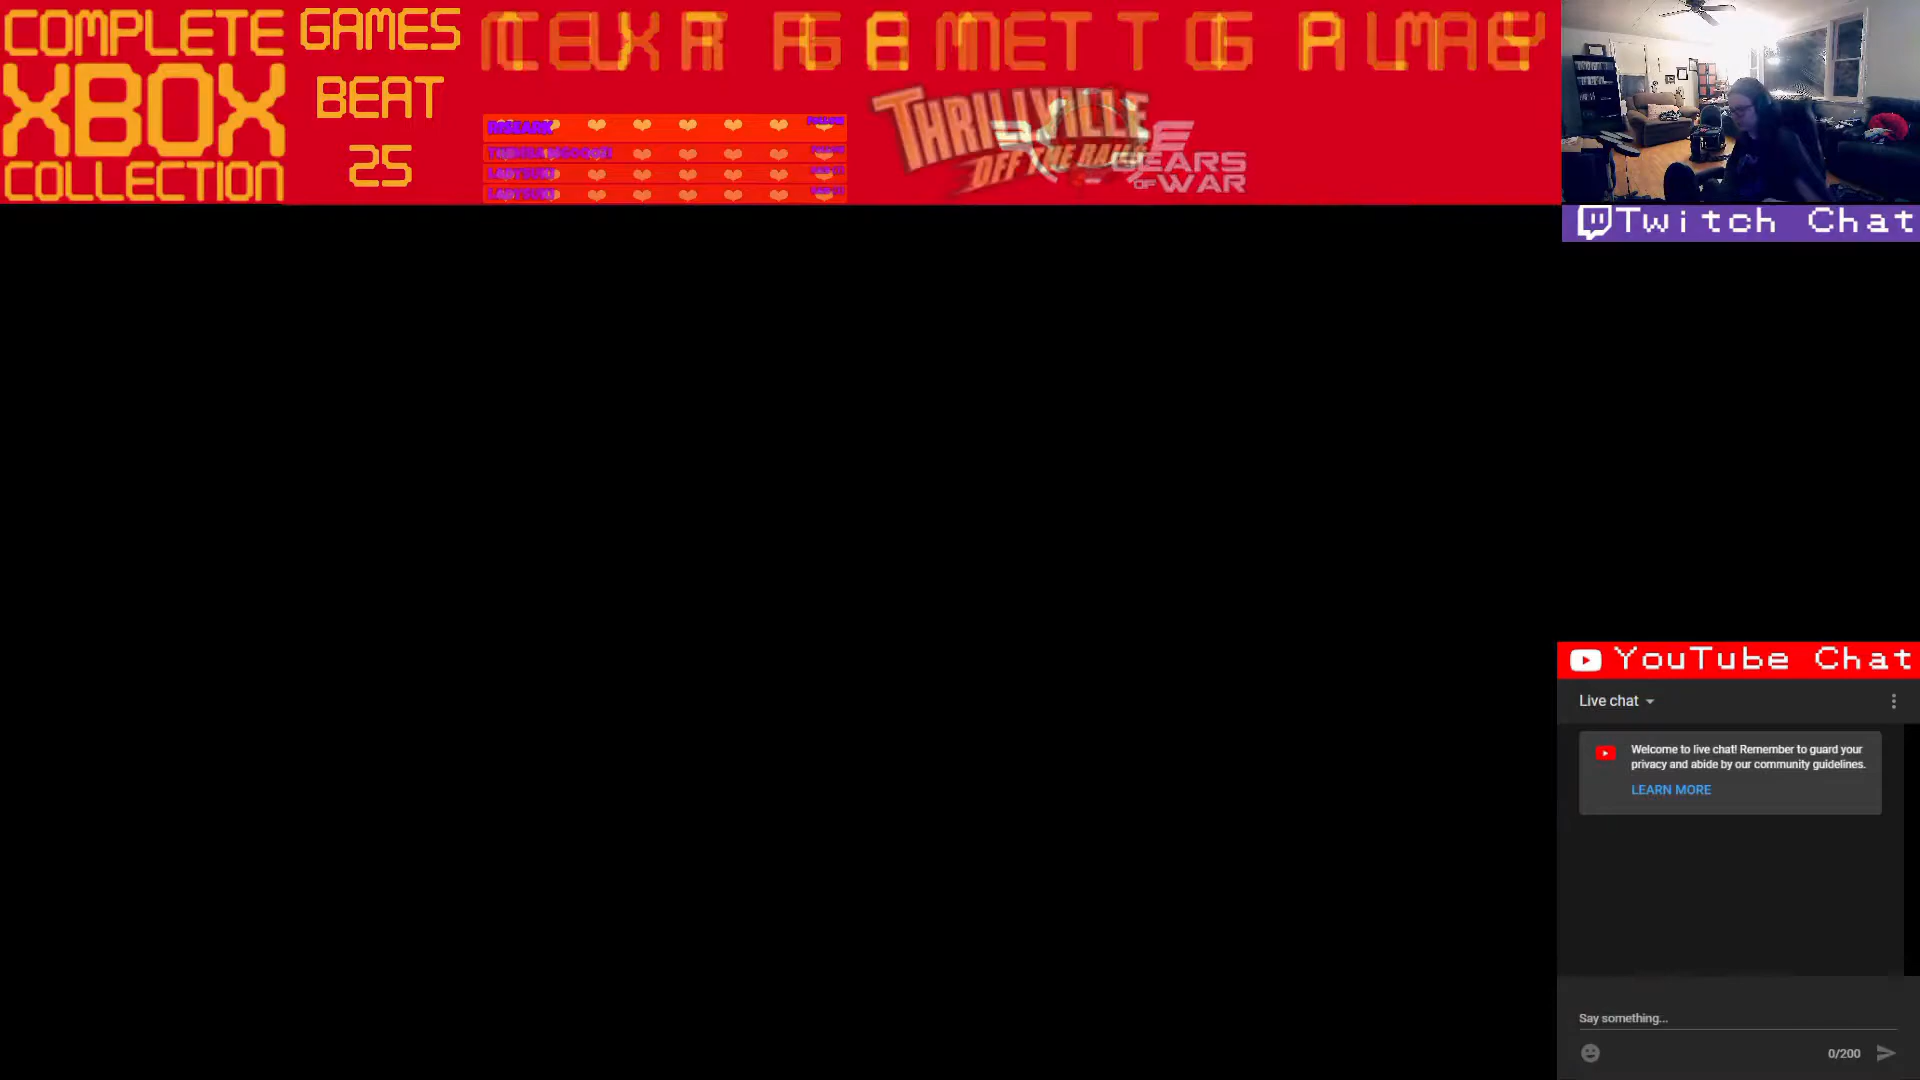 COMPLETE
XBOX
COLLECTION
GAMES
BEAT
25
THRILLVILLE
OFF THE RAILS
GEARS
OF WAR
LADYSUKI
LADYSUKI
Twitch Chat
YouTube Chat
Live chat
Welcome to live chat! Remember to guard your
privacy and abide by our community guidelines.
LEARN MORE
Say something...
0/200